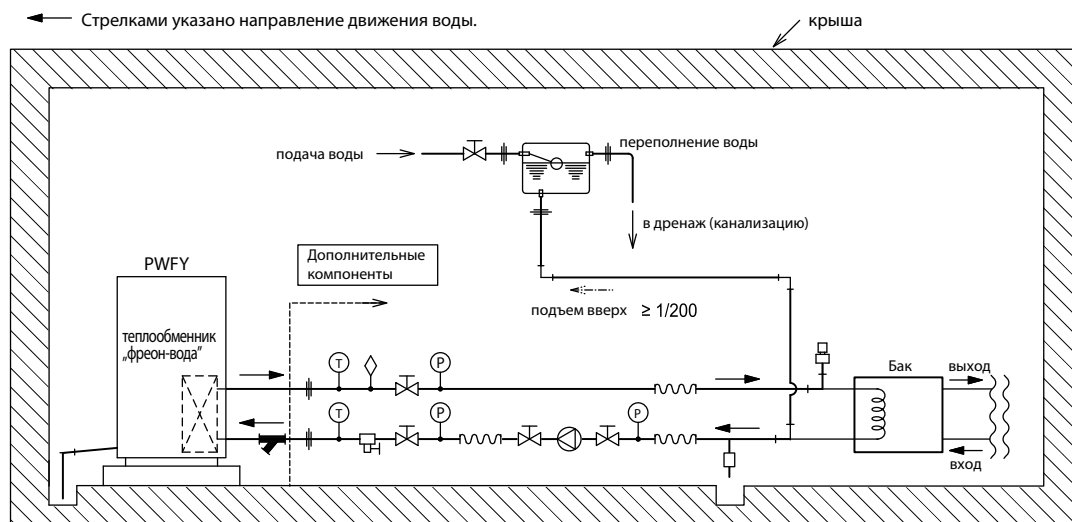 Стрелками указано направление движения воды.
крыша
подача воды
переполнение воды
в дренаж (канализацию)
PWFY
Дополнительные
компоненты
подъем вверх ≥ 1/200
теплообменник
„фреон-вода"
T
P
Бак
выход
T
P
P
вход